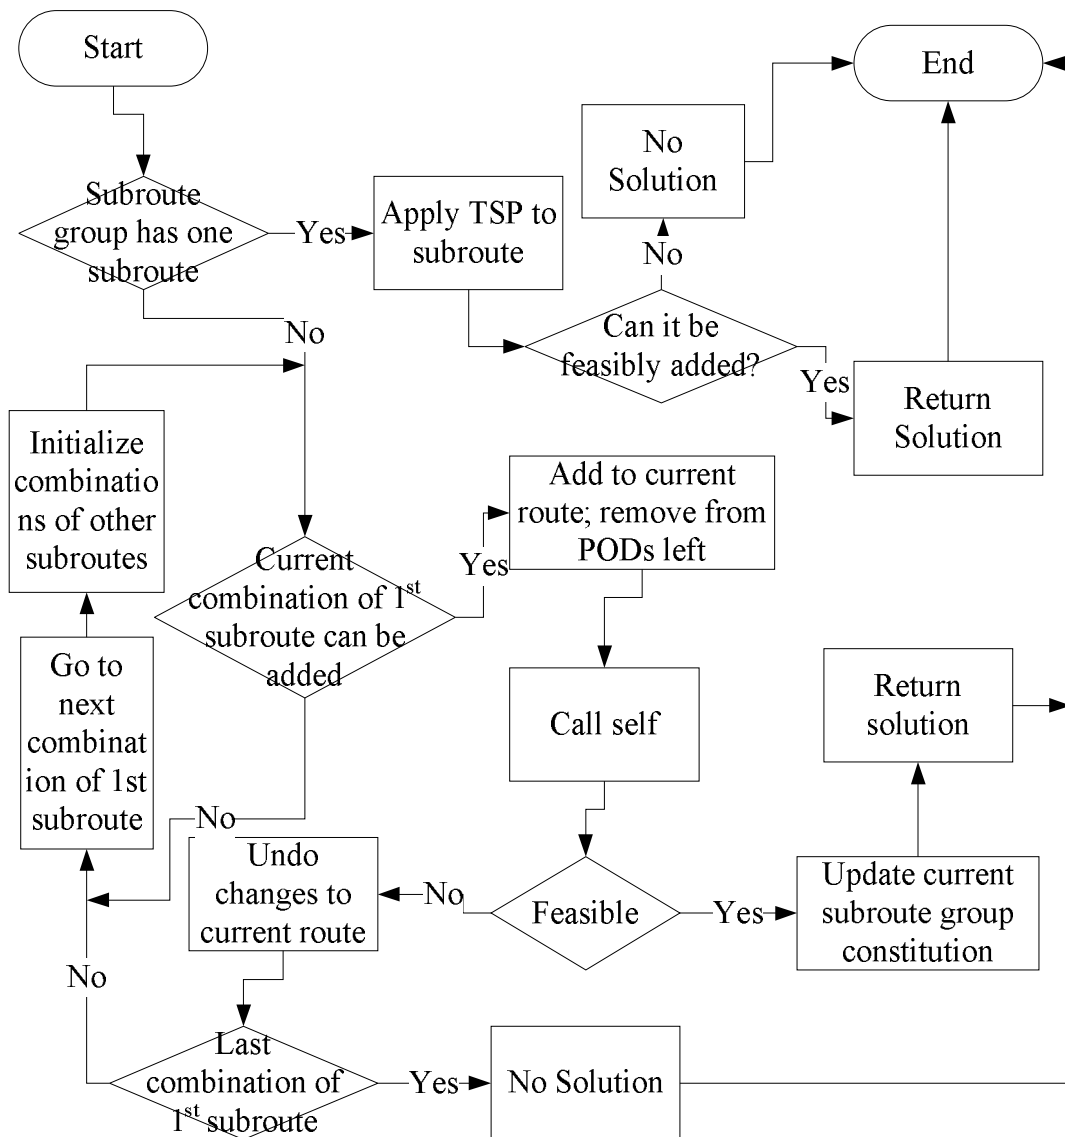 Start
End
No
Solution
Subroute
group has one
subroute
Yes
Apply TSP to
subroute
No
No
Can it be
feasibly added?
Yes
Return
Solution
Initialize
combinatio
ns of other
subroutes
Add to current
route; remove from
PODs left
Yes
Current
combination of 1st
subroute can be
added
Go to
next
combinat
ion of 1st
subroute
Call self
Return
solution
No
Undo
changes to
current route
No
Feasible
Yes
Update current
subroute group
constitution
No
Last
combination of
1st subroute
Yes
No Solution